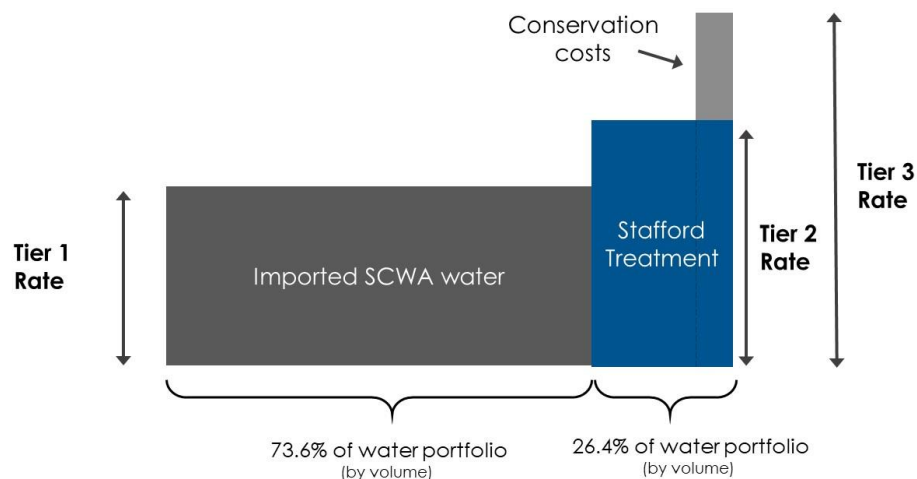 Conservation
costs
Tier 1
Rate
Imported SCWA water
Stafford
Treatment
Tier 2
Rate
Tier 3
Rate
73.6% of water portfolio
(by volume)
26.4% of water portfolio
(by volume)